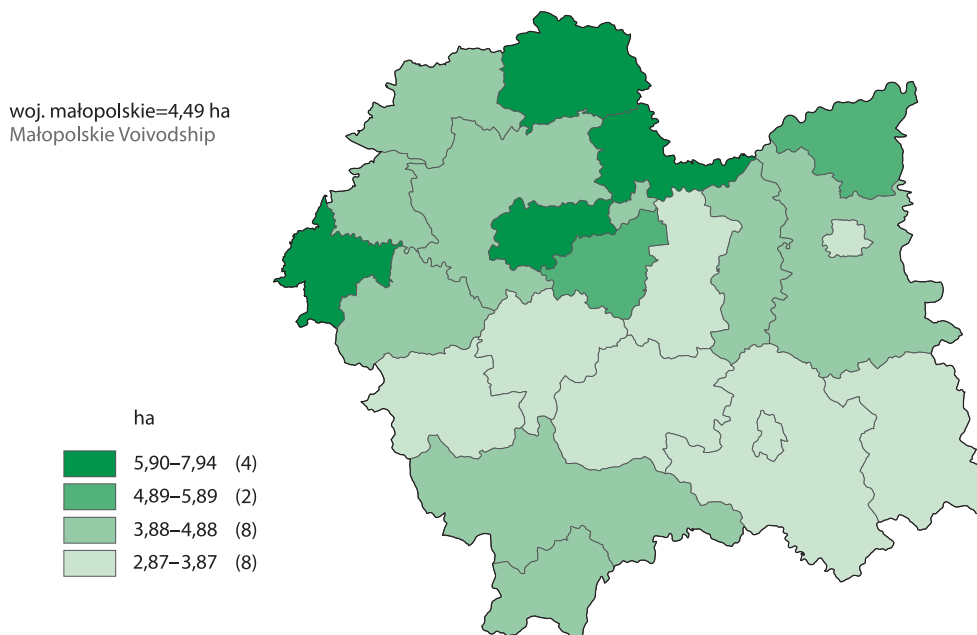 woj. małopolskie=4,49 ha
Małopolskie Voivodship
ha
5,90–7,94 (4)
4,89–5,89 (2)
3,88–4,88 (8)
2,87–3,87 (8)